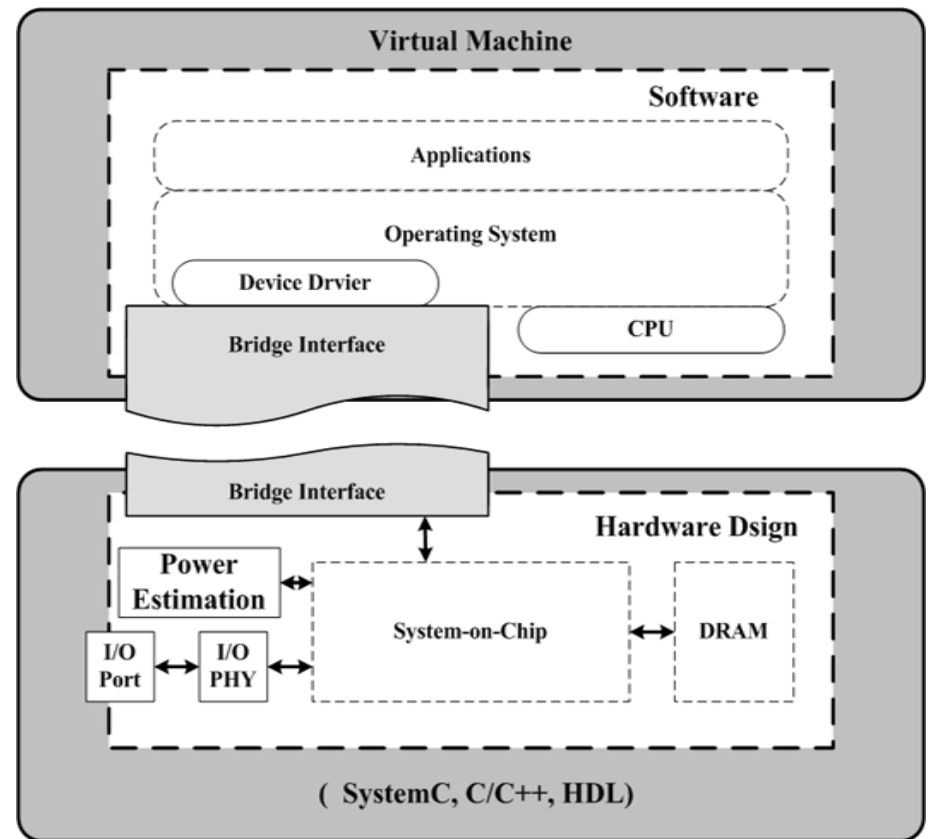 Virtual Machine
Software
Applications
Operating System
Device Drvier
CPU
Bridge Interface
Bridge Interface
Hardware Dsign
Power
Estimation
System-on-Chip
DRAM
I/O
Port
I/O
PHY
( SystemC, C/C++, HDL)